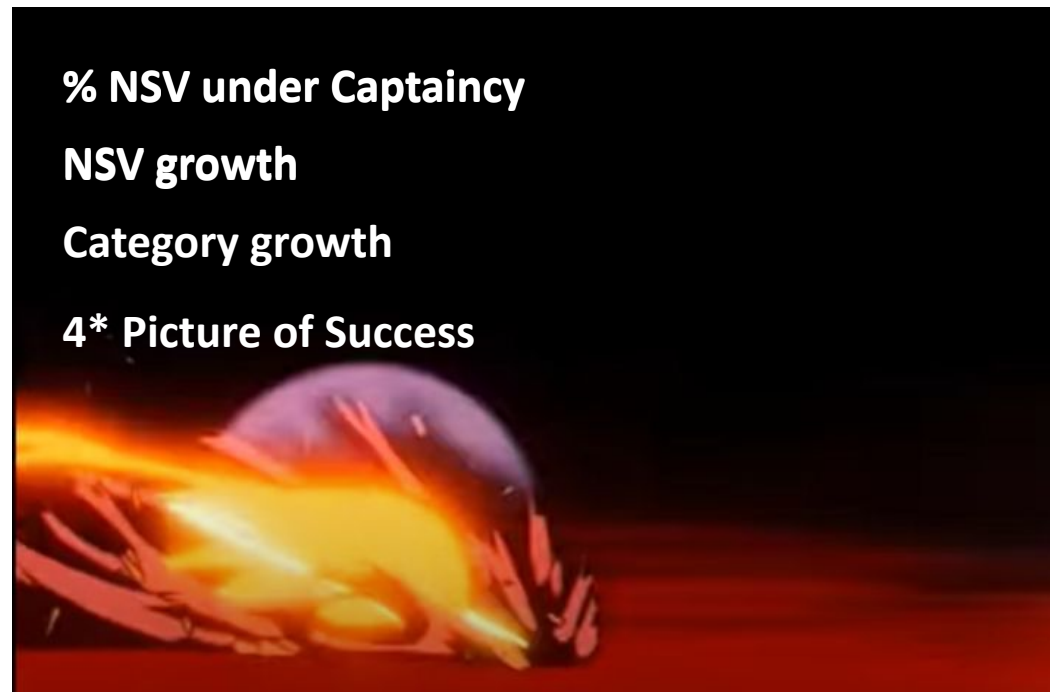 % NSV under Captaincy
NSV growth
Category growth
4* Picture of Success